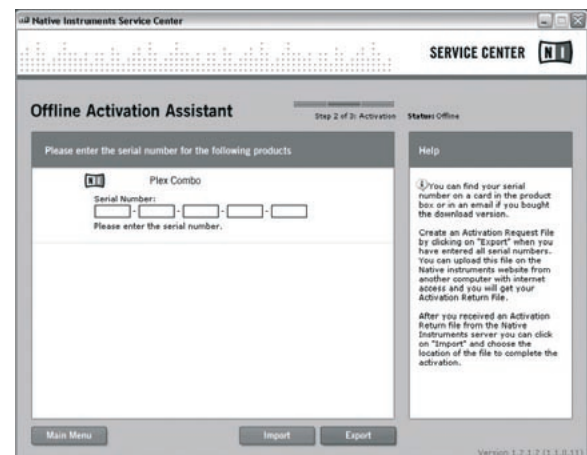 Native Instruments Service Center
SERVICE CENTER NI
Offline Activation Assistant
Step 2 of 3: Activation
Status: Offline
Please enter the serial number for the following products
NI Plex Combo
Serial Number:
- - - -
Please enter the serial number.
Help
You can find your serial
number on a card in the product
box or in an email if you bought
the download version.
Create an Activation Request File
by clicking on "Export" when you
have entered all serial numbers.
You can upload this file on the
Native instruments website from
another computer with internet
access and you will get your
Activation Return File.
After you received an Activation
Return file from the Native
Instruments server you can click
on "Import" and choose the
location of the file to complete the
activation.
Main Menu
Import
Export
Version